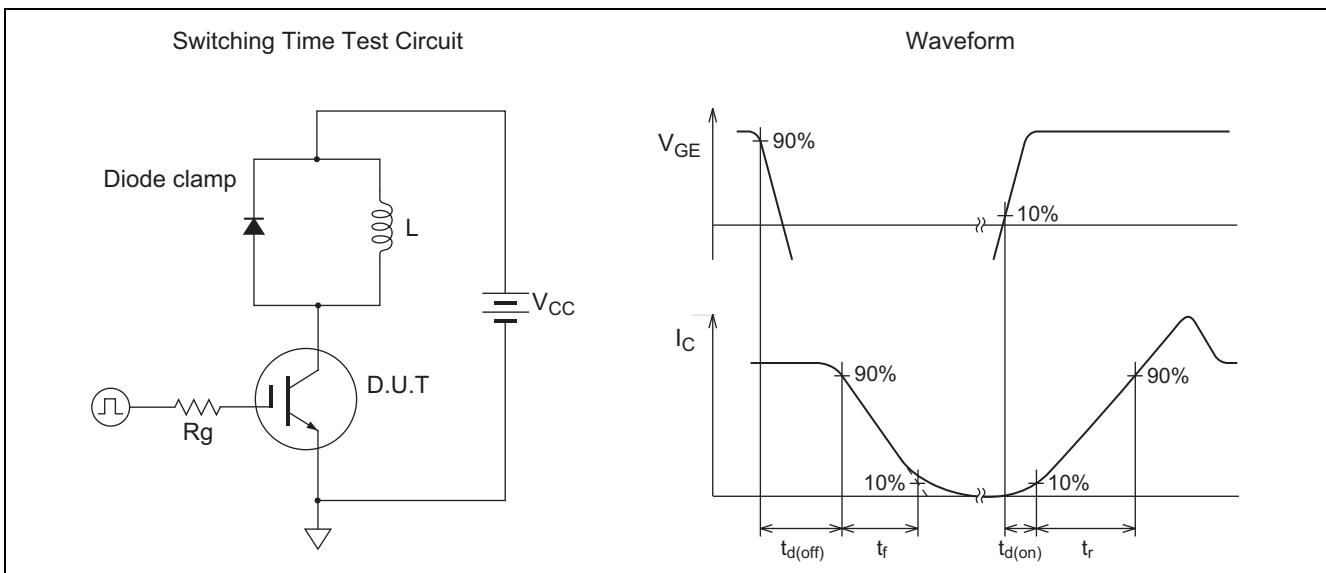 Switching Time Test Circuit
Diode clamp
L
V_CC
D.U.T
Rg
Waveform
V_GE
90%
10%
I_C
90%
90%
10%
10%
t_d(off)
t_f
t_d(on)
t_r